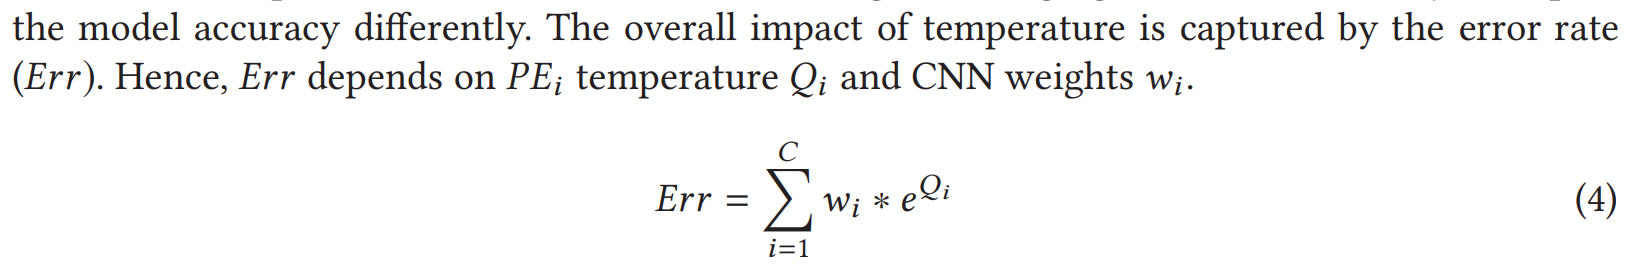 the model accuracy differently. The overall impact of temperature is captured by the error rate
(Err). Hence, Err depends on PE_i temperature Q_i and CNN weights w_i.
Err = \sum_{i=1}^{C} w_i * e^{Q_i} (4)